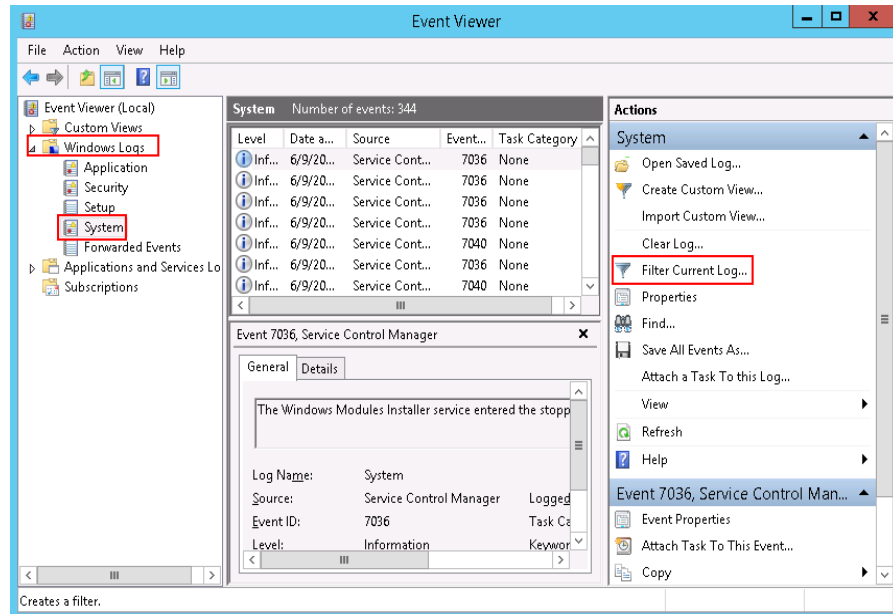 Event Viewer
File Action View Help
Event Viewer (Local)
Custom Views
Windows Logs
Application
Security
Setup
System
Forwarded Events
Applications and Services Lo
Subscriptions
System Number of events: 344
Level Date a... Source Event... Task Category
Inf... 6/9/20... Service Cont... 7036 None
Inf... 6/9/20... Service Cont... 7036 None
Inf... 6/9/20... Service Cont... 7036 None
Inf... 6/9/20... Service Cont... 7036 None
Inf... 6/9/20... Service Cont... 7040 None
Inf... 6/9/20... Service Cont... 7036 None
Inf... 6/9/20... Service Cont... 7040 None
Event 7036, Service Control Manager
General Details
The Windows Modules Installer service entered the stopp
Log Name: System
Source: Service Control Manager Logged
Event ID: 7036 Task Ca
Level: Information Keywor
Actions
System
Open Saved Log...
Create Custom View...
Import Custom View...
Clear Log...
Filter Current Log...
Properties
Find...
Save All Events As...
Attach a Task To this Log...
View
Refresh
Help
Event 7036, Service Control Man...
Event Properties
Attach Task To This Event...
Copy
Creates a filter.